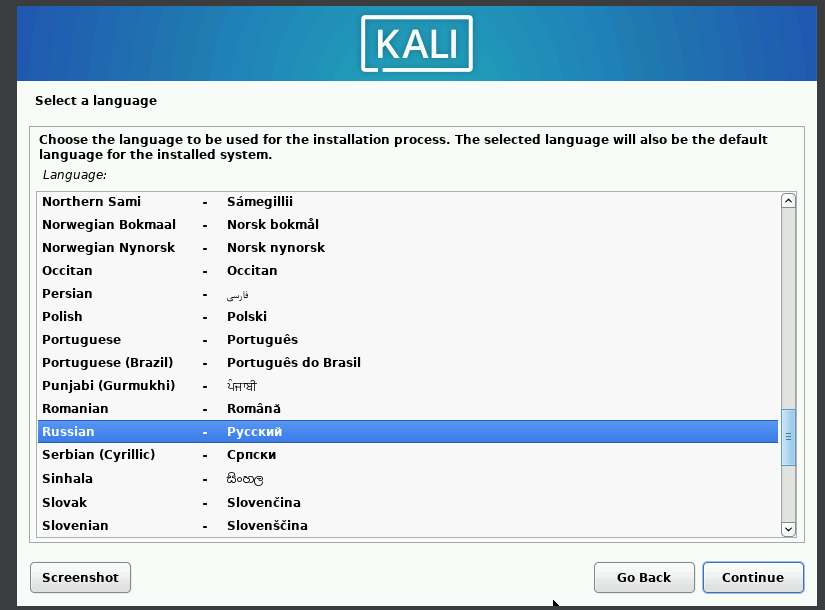 KALI
Select a language
Choose the language to be used for the installation process. The selected language will also be the default
language for the installed system.
Language:
Northern Sami - Sámegillii
Norwegian Bokmaal - Norsk bokmål
Norwegian Nynorsk - Norsk nynorsk
Occitan - Occitan
Persian - فارسی
Polish - Polski
Portuguese - Português
Portuguese (Brazil) - Português do Brasil
Punjabi (Gurmukhi) - ਪੰਜਾਬੀ
Romanian - Română
Russian - Русский
Serbian (Cyrillic) - Српски
Sinhala - සිංහල
Slovak - Slovenčina
Slovenian - Slovenščina
Screenshot Go Back Continue